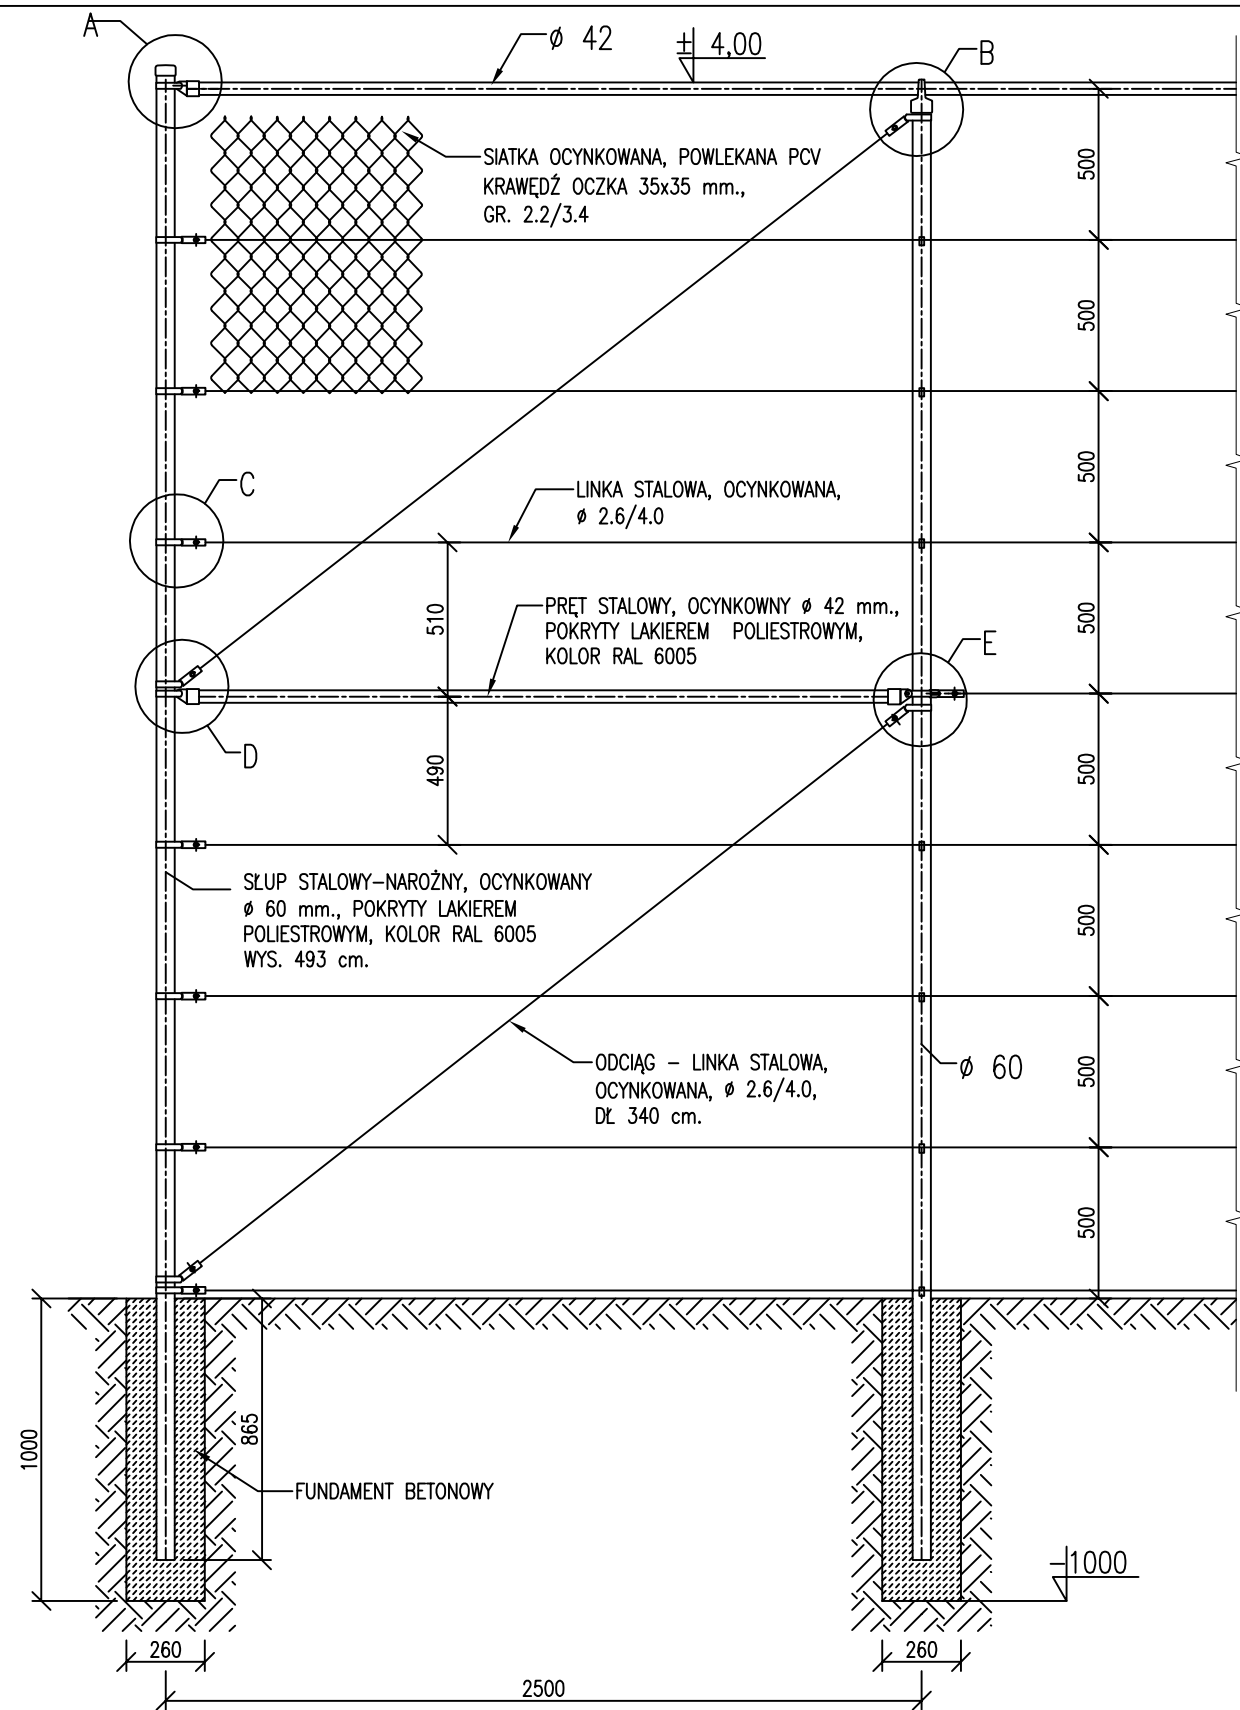 A
ø 42
± 4,00
B
SIATKA OCYNKOWANA, POWLEKANA PCV
KRAWĘDŹ OCZKA 35x35 mm.,
GR. 2.2/3.4
500
500
C
LINKA STALOWA, OCYNKOWANA,
ø 2.6/4.0
500
510
PRĘT STALOWY, OCYNKOWNY ø 42 mm.,
POKRYTY LAKIEREM POLIESTROWYM,
KOLOR RAL 6005
500
E
D
490
500
SŁUP STALOWY-NAROŻNY, OCYNKOWANY
ø 60 mm., POKRYTY LAKIEREM
POLIESTROWYM, KOLOR RAL 6005
WYS. 493 cm.
500
ODCIĄG - LINKA STALOWA,
OCYNKOWANA, ø 2.6/4.0,
DŁ 340 cm.
ø 60
500
500
1000
865
FUNDAMENT BETONOWY
-1000
260
260
2500